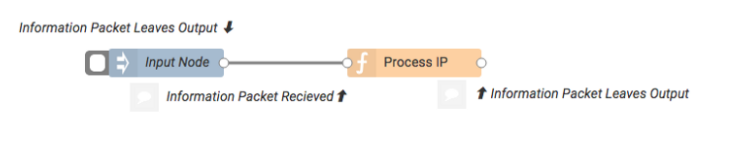 Information Packet Leaves Output ⬇
Input Node
Process IP
Information Packet Recieved ⬆
⬆ Information Packet Leaves Output